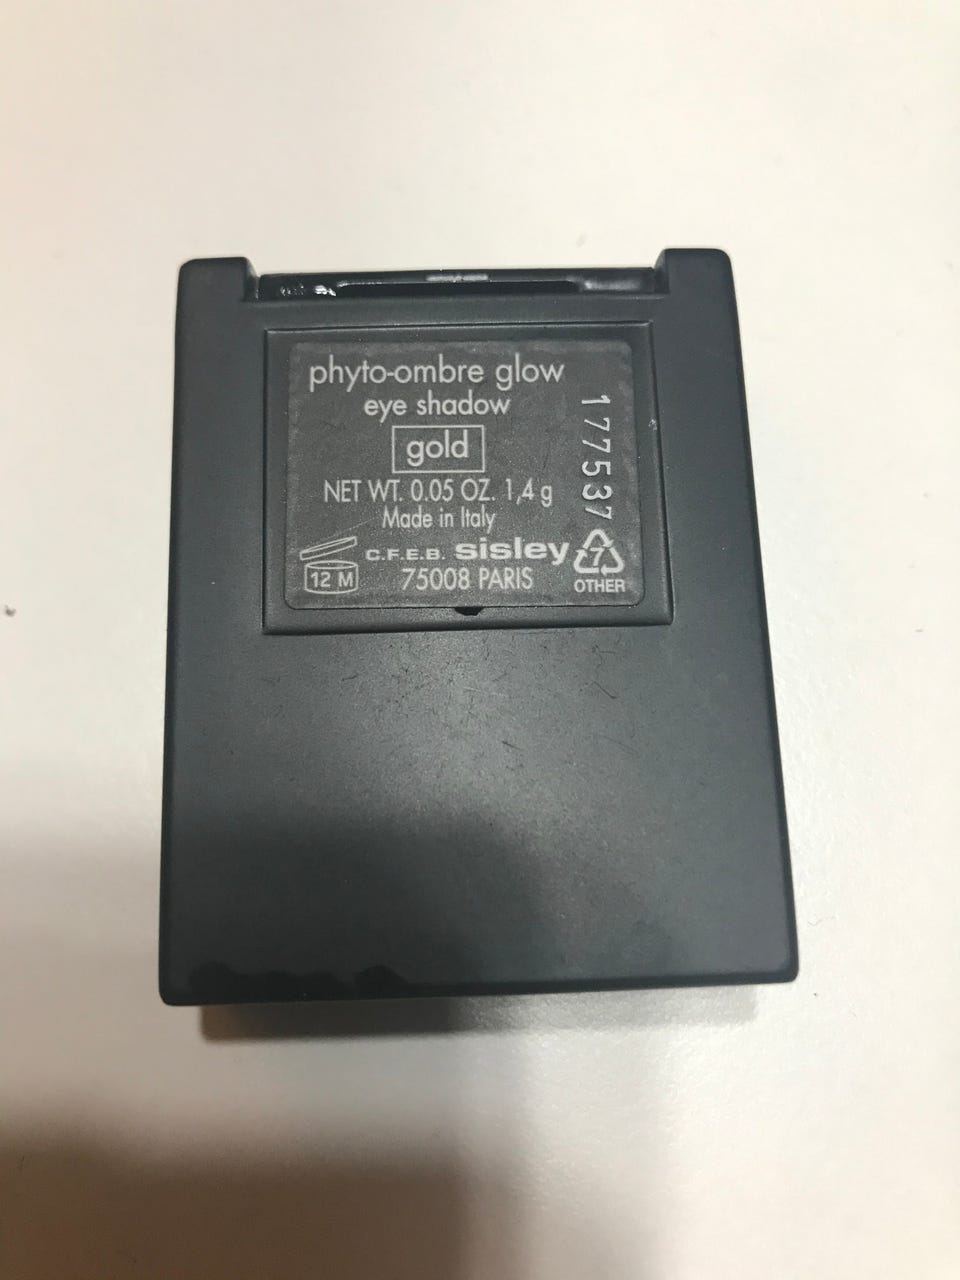 phyto-ombre glow
eye shadow
gold
NET WT. 0.05 OZ. 1,4 g
Made in Italy
C.F.E.B. sisley
75008 PARIS
12 M
7
OTHER
177537